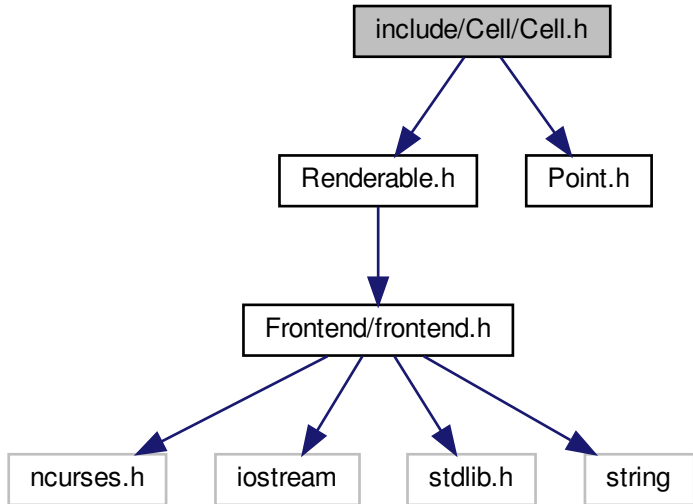 include/Cell/Cell.h
Renderable.h
Point.h
Frontend/frontend.h
ncurses.h
iostream
stdlib.h
string